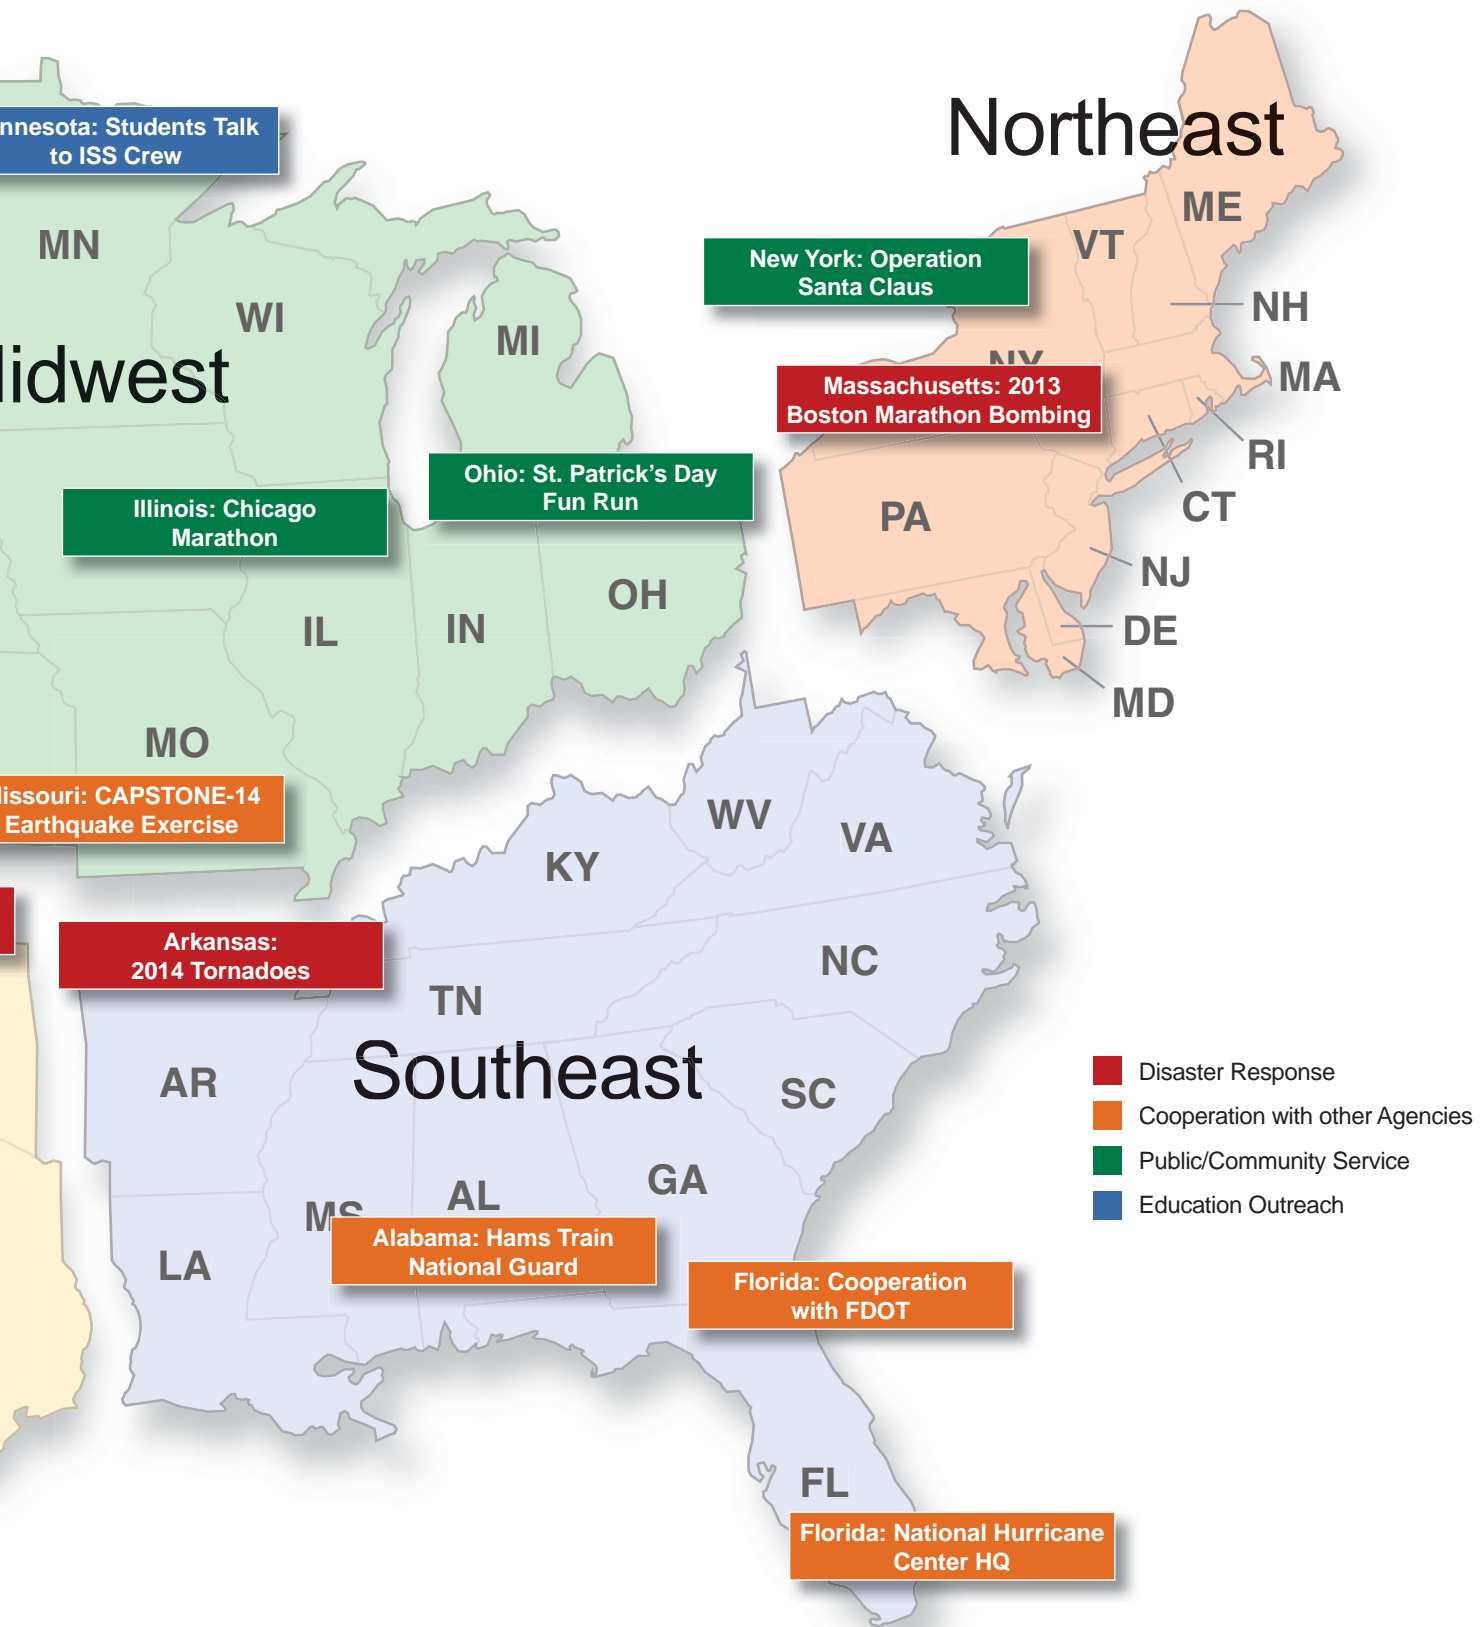 Northeast
nnesota: Students Talk
to ISS Crew
ME
MN
VT
New York: Operation
Santa Claus
NH
WI
MI
NY
idwest
MA
Massachusetts: 2013
Boston Marathon Bombing
RI
Ohio: St. Patrick’s Day
Fun Run
CT
Illinois: Chicago
Marathon
PA
NJ
OH
IL
IN
DE
MD
MO
issouri: CAPSTONE-14
Earthquake Exercise
WV
VA
KY
Arkansas:
2014 Tornadoes
NC
TN
Southeast
AR
SC
Disaster Response
Cooperation with other Agencies
Public/Community Service
Education Outreach
GA
AL
MS
Alabama: Hams Train
National Guard
LA
Florida: Cooperation
with FDOT
FL
Florida: National Hurricane
Center HQ